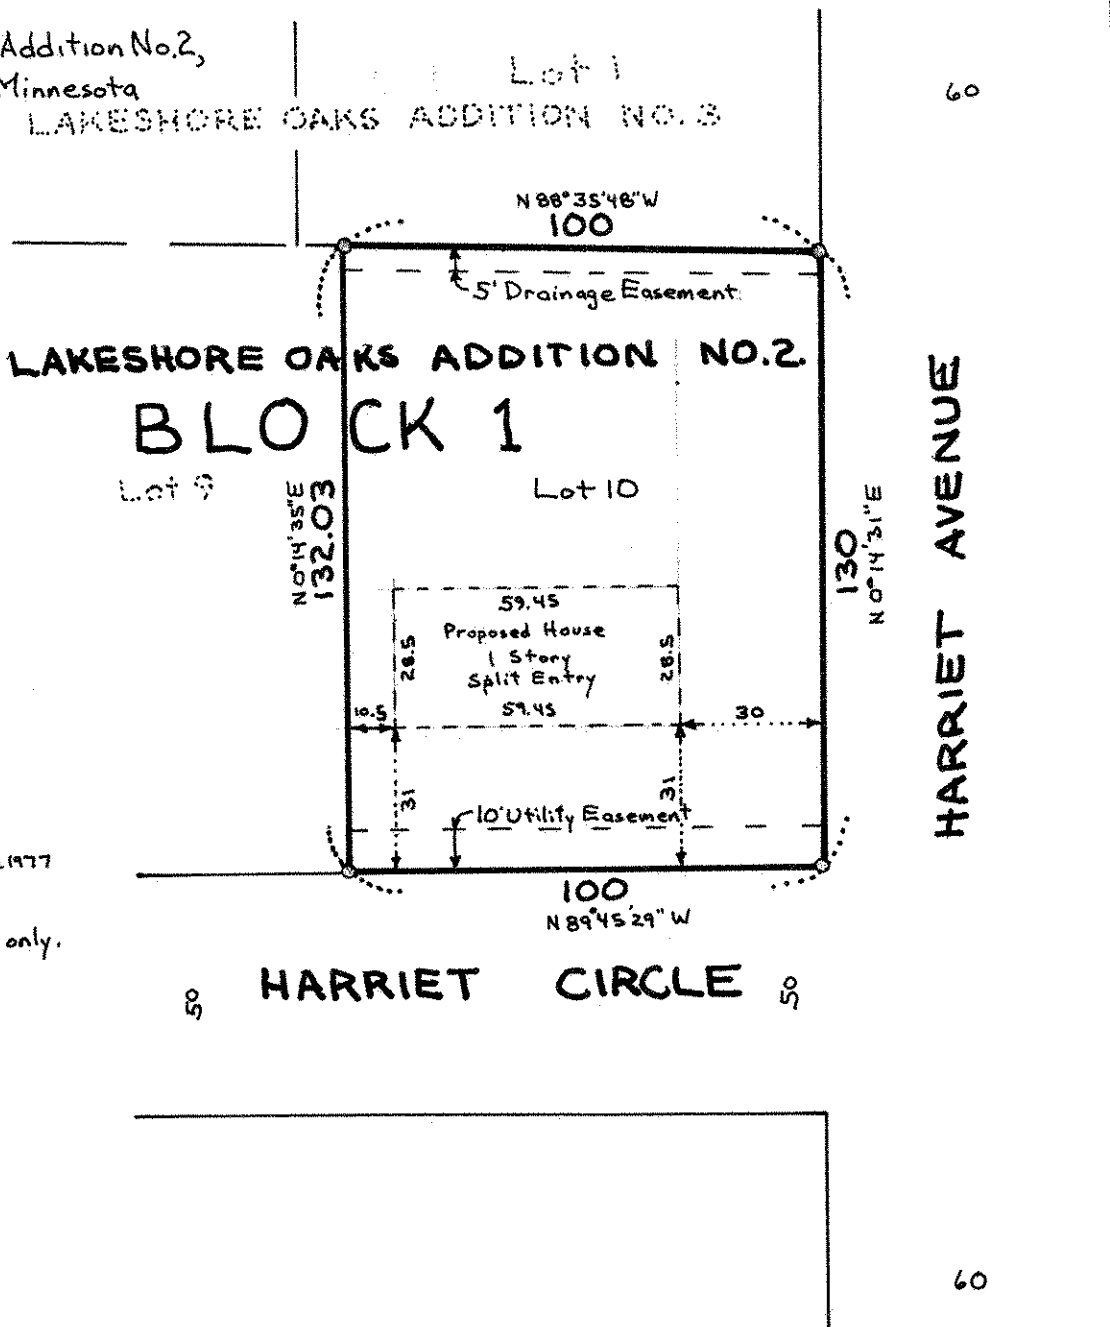 Addition No.2,
Minnesota
Lot 1
LAKESHORE OAKS ADDITION NO. 3
60
N 88°35'48" W
100
5' Drainage Easement
LAKESHORE OAKS ADDITION NO.2.
BLOCK 1
Lot 9
Lot 10
N 0°14'35" E
132.03
130
N 0°14'31" E
HARRIET AVENUE
59.45
Proposed House
1 Story
Split Entry
28.5
28.5
59.45
10.5
30
31
31
10' Utility Easement
1977
100
N 89°45'29" W
only.
HARRIET CIRCLE
50
50
60